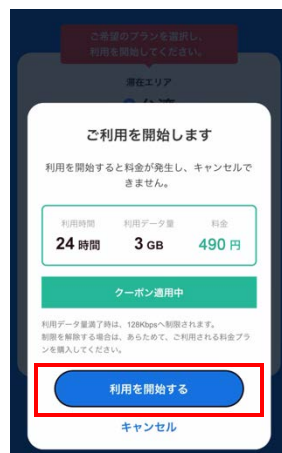 ご希望のプランを選択し、
利用を開始してください。
滞在エリア
ご利用を開始します
利用を開始すると料金が発生し、キャンセルで
きません。
利用時間 利用データ量 料金
24 時間 3 GB 490 円
クーポン適用中
利用データ量満了時は、128Kbpsへ制限されます。
制限を解除する場合は、あらためて、ご利用される料金プラ
ンを購入してください。
利用を開始する
キャンセル